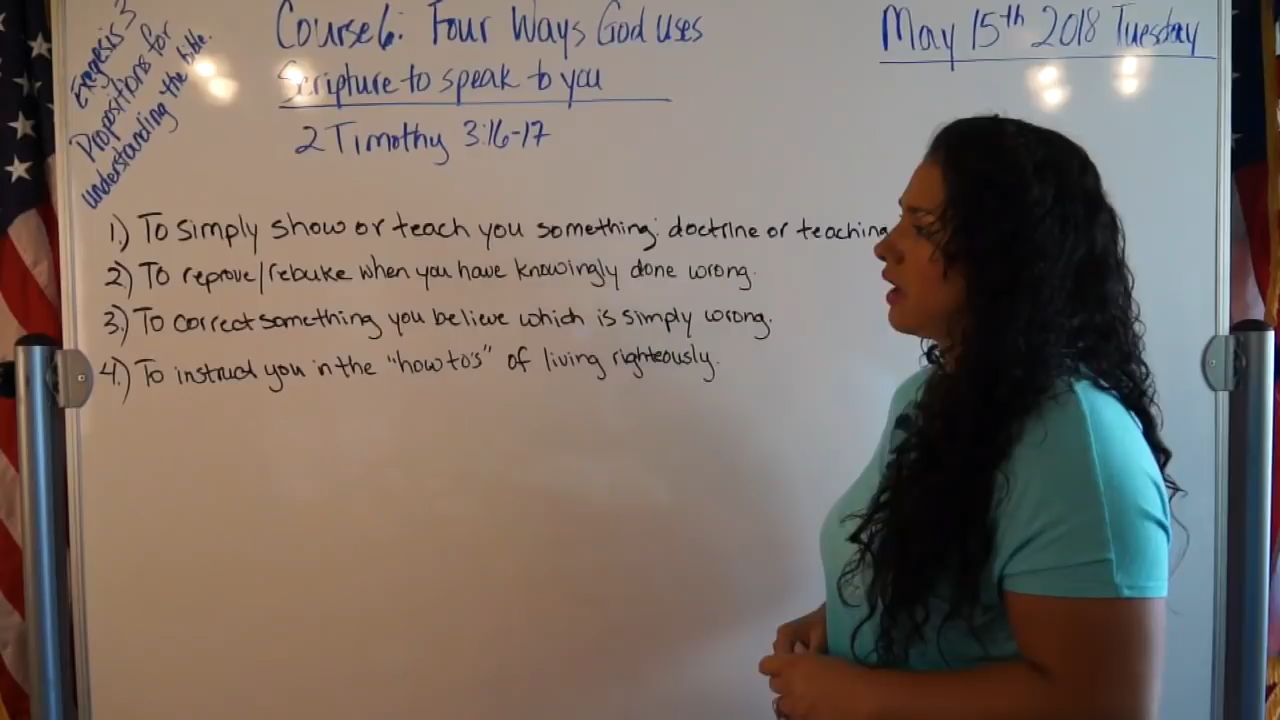 Exegesis 3
Propositions for
understanding the bible.
Course 6: Four Ways God uses
Scripture to speak to you
2 Timothy 3:16-17
May 15th 2018 Tuesday
1.) To simply show or teach you something: doctrine or teaching
2.) To reprove/rebuke when you have knowingly done wrong.
3.) To correct something you believe which is simply wrong.
4.) To instruct you in the "how to's" of living righteously.